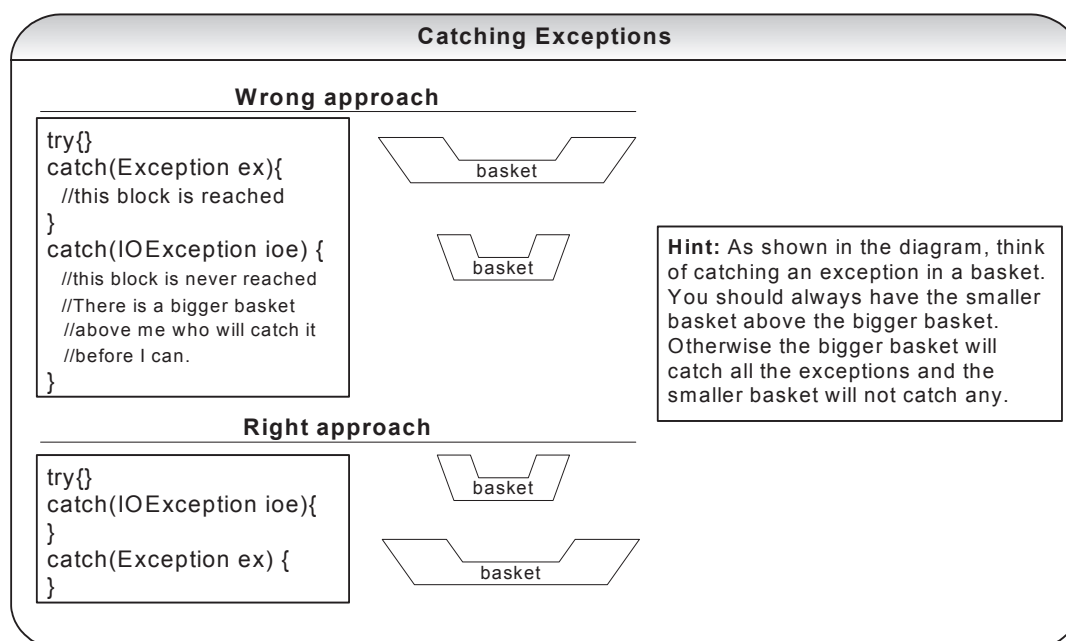 Catching Exceptions
Wrong approach
try{}
catch(Exception ex){
//this block is reached
}
catch(IOException ioe) {
//this block is never reached
//There is a bigger basket
//above me who will catch it
//before I can.
}
basket
basket
Hint: As shown in the diagram, think
of catching an exception in a basket.
You should always have the smaller
basket above the bigger basket.
Otherwise the bigger basket will
catch all the exceptions and the
smaller basket will not catch any.
Right approach
try{}
catch(IOException ioe){
}
catch(Exception ex) {
}
basket
basket